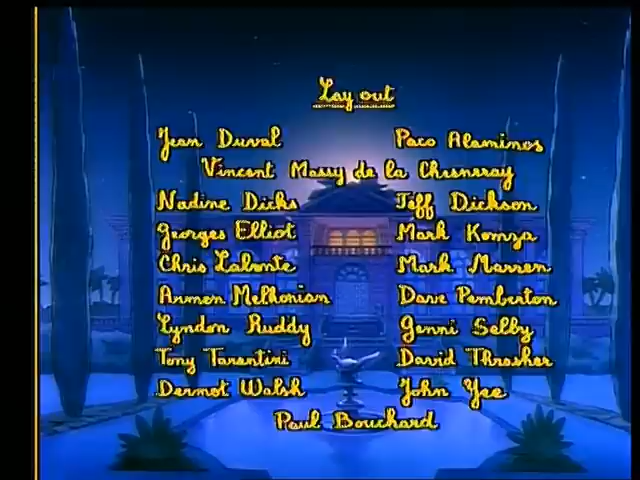 Lay out
Jean Duval Paco Alaminos
Vincent Massy de la Chesneray
Nadine Dicks Jeff Dickson
Georges Elliot Mark Komza
Chris Labonte Mark Marren
Armen Melkonian Dave Pemberton
Lyndon Ruddy Genni Selby
Tony Tarantini David Thrasher
Dermot Walsh John Yee
Paul Bouchard